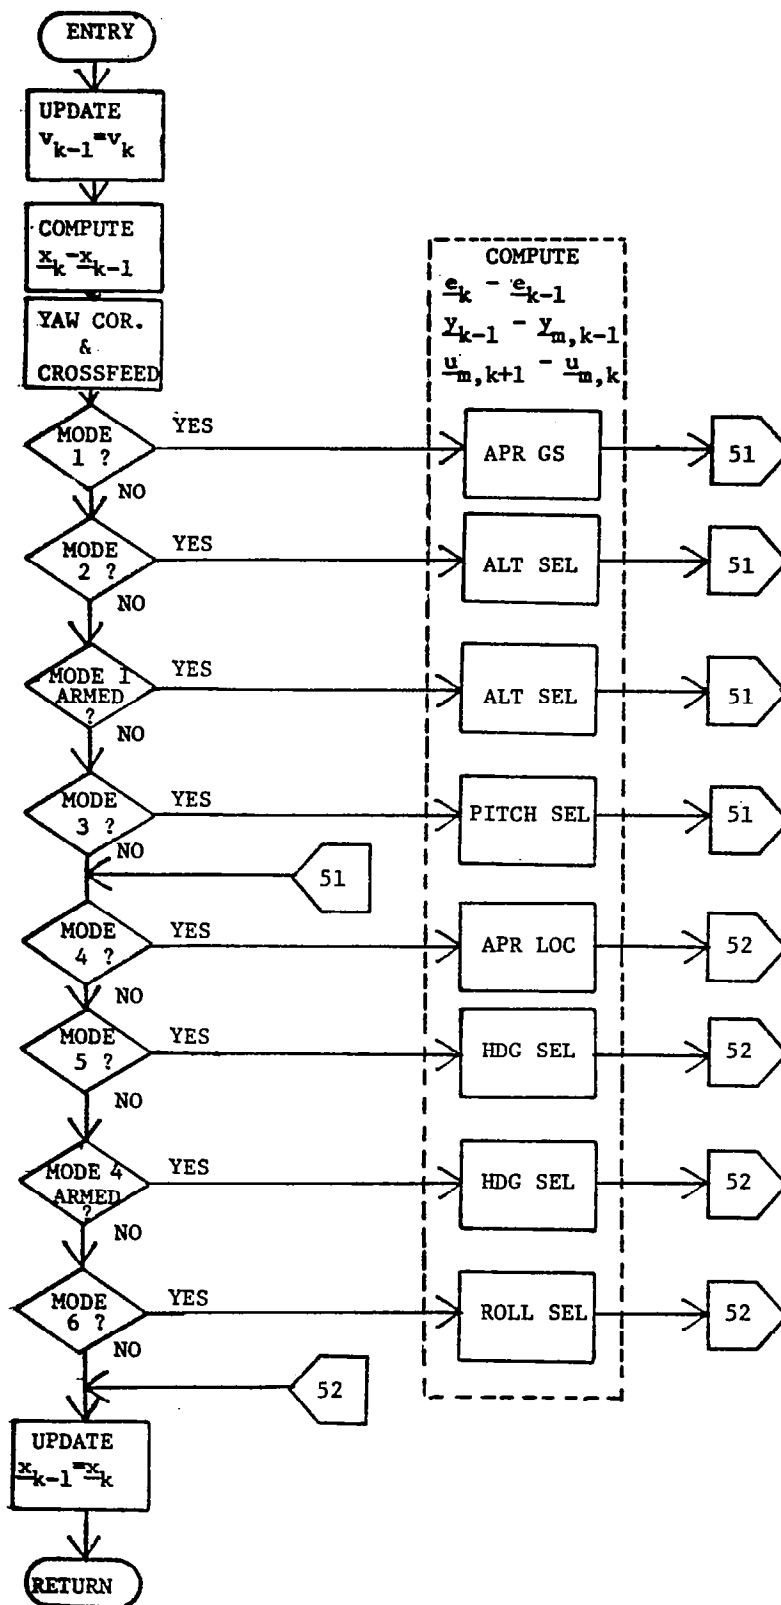 ENTRY
UPDATE
v_{k-1}=v_k
COMPUTE
x_k-x_{k-1}
YAW COR.
&
CROSSFEED
COMPUTE
e_k - e_{k-1}
y_{k-1} - y_{m,k-1}
u_{m,k+1} - u_{m,k}
MODE
1 ?
YES
NO
APR GS
51
MODE
2 ?
YES
NO
ALT SEL
51
MODE 1
ARMED
?
YES
NO
ALT SEL
51
MODE
3 ?
YES
NO
PITCH SEL
51
51
MODE
4 ?
YES
NO
APR LOC
52
MODE
5 ?
YES
NO
HDG SEL
52
MODE 4
ARMED
?
YES
NO
HDG SEL
52
MODE
6 ?
YES
NO
ROLL SEL
52
52
UPDATE
x_{k-1}=x_k
RETURN